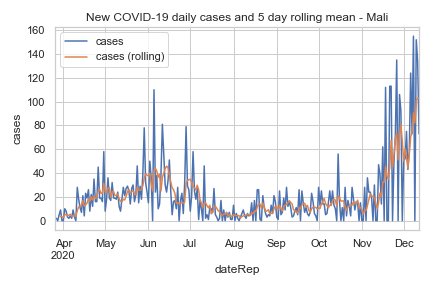 New COVID-19 daily cases and 5 day rolling mean - Mali
cases
cases (rolling)
cases
160
140
120
100
80
60
40
20
0
Apr May Jun Jul Aug Sep Oct Nov Dec
2020
dateRep